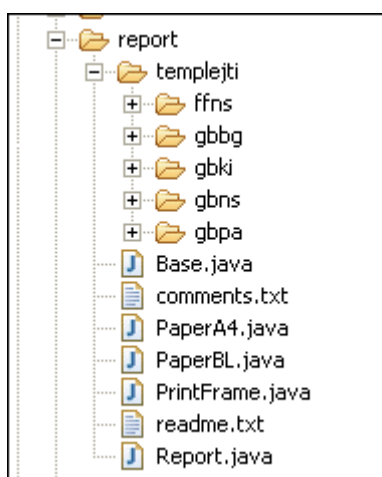 report
templejti
ffns
gbbg
gbki
gbns
gbpa
Base.java
comments.txt
PaperA4.java
PaperBL.java
PrintFrame.java
readme.txt
Report.java